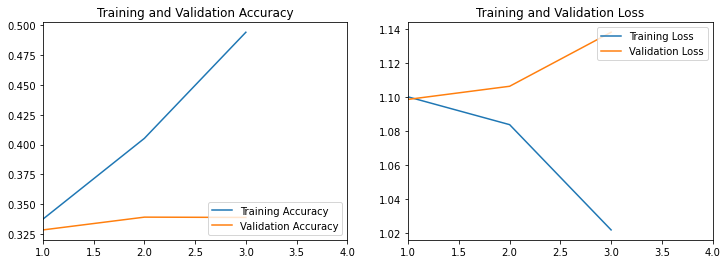 Training and Validation Accuracy
0.500
0.475
0.450
0.425
0.400
0.375
0.350
0.325
1.0 1.5 2.0 2.5 3.0 3.5 4.0
Training Accuracy
Validation Accuracy
Training and Validation Loss
1.14
1.12
1.10
1.08
1.06
1.04
1.02
1.0 1.5 2.0 2.5 3.0 3.5 4.0
Training Loss
Validation Loss